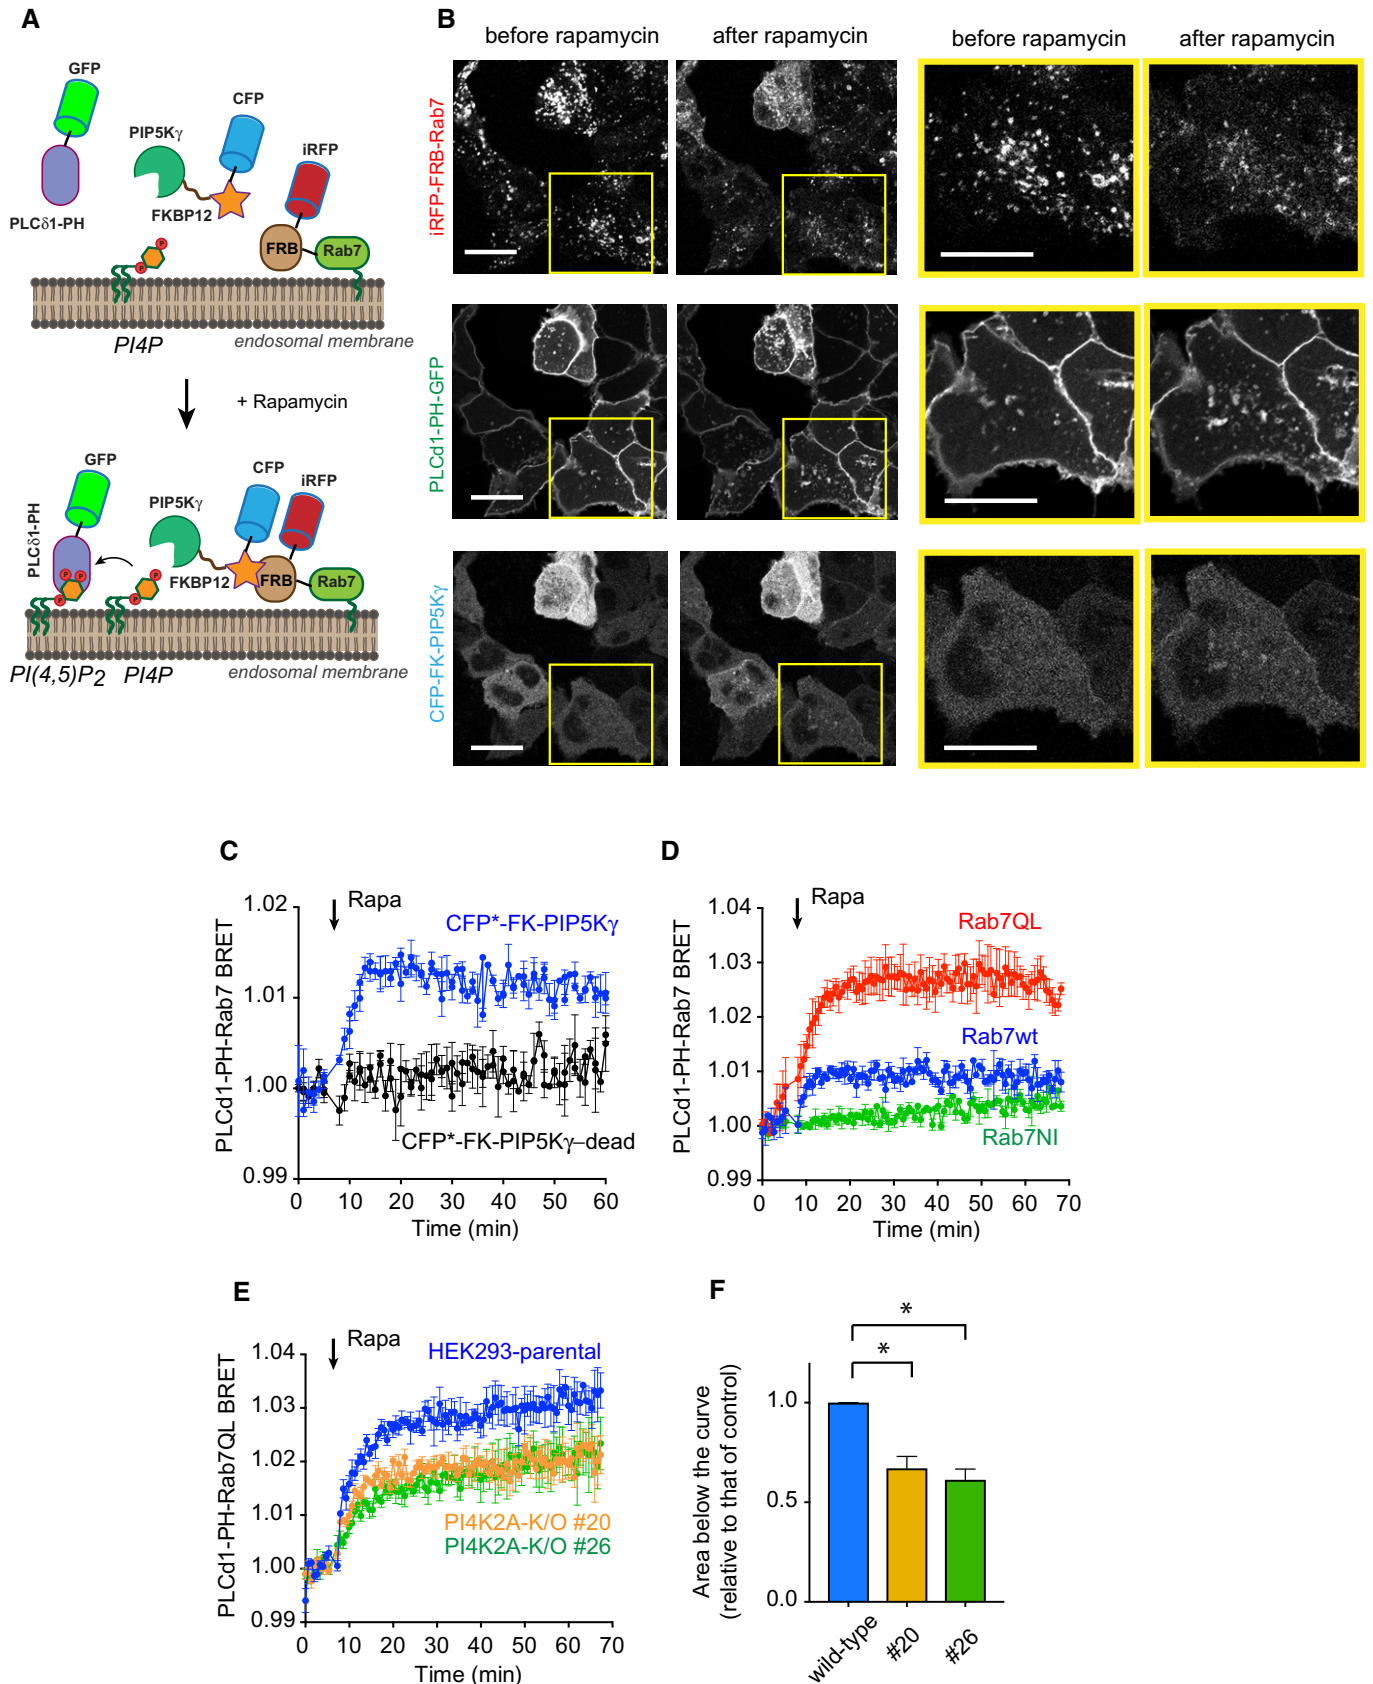 A
GFP
CFP
PIP5Kγ
iRFP
FKBP12
PLCδ1-PH
FRB
Rab7
P
P
PI4P
endosomal membrane
+ Rapamycin
GFP
CFP
iRFP
PIP5Kγ
PLCδ1-PH
FKBP12
FRB
Rab7
P
P
P
P
P
PI(4,5)P2
PI4P
endosomal membrane
B
before rapamycin
after rapamycin
before rapamycin
after rapamycin
iRFP-FRB-Rab7
PLCd1-PH-GFP
CFP-FK-PIP5Kγ
C
PLCd1-PH-Rab7 BRET
1.02
1.01
1.00
0.99
Rapa
CFP*-FK-PIP5Kγ
CFP*-FK-PIP5Kγ–dead
0 10 20 30 40 50 60
Time (min)
D
PLCd1-PH-Rab7 BRET
1.04
1.03
1.02
1.01
1.00
0.99
Rapa
Rab7QL
Rab7wt
Rab7NI
0 10 20 30 40 50 60 70
Time (min)
E
PLCd1-PH-Rab7QL BRET
1.04
1.03
1.02
1.01
1.00
0.99
Rapa
HEK293-parental
PI4K2A-K/O #20
PI4K2A-K/O #26
0 10 20 30 40 50 60 70
Time (min)
F
Area below the curve
(relative to that of control)
1.0
0.5
0.0
*
*
wild-type
#20
#26